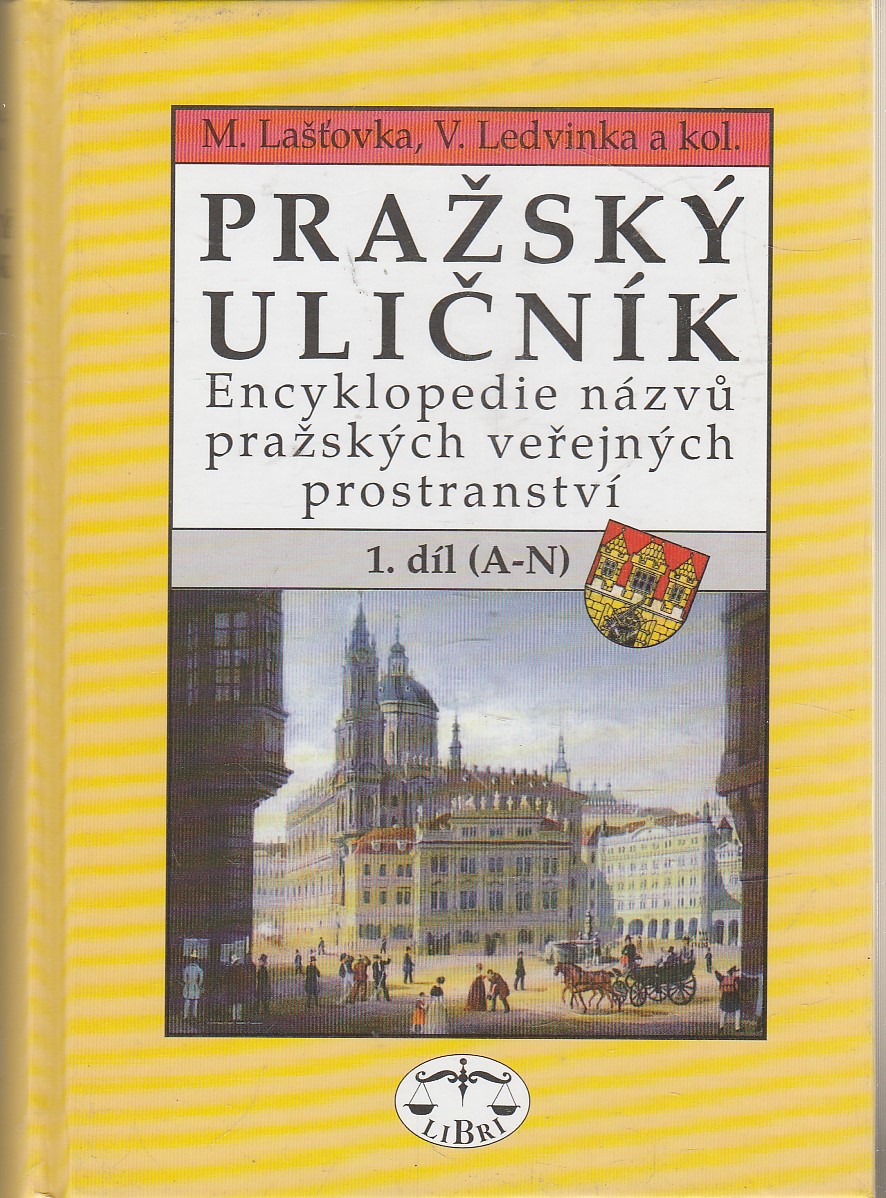 M. Lašťovka, V. Ledvinka a kol.
PRAŽSKÝ
ULIČNÍK
Encyklopedie názvů
pražských veřejných
prostranství
1. díl (A-N)
LIBRI